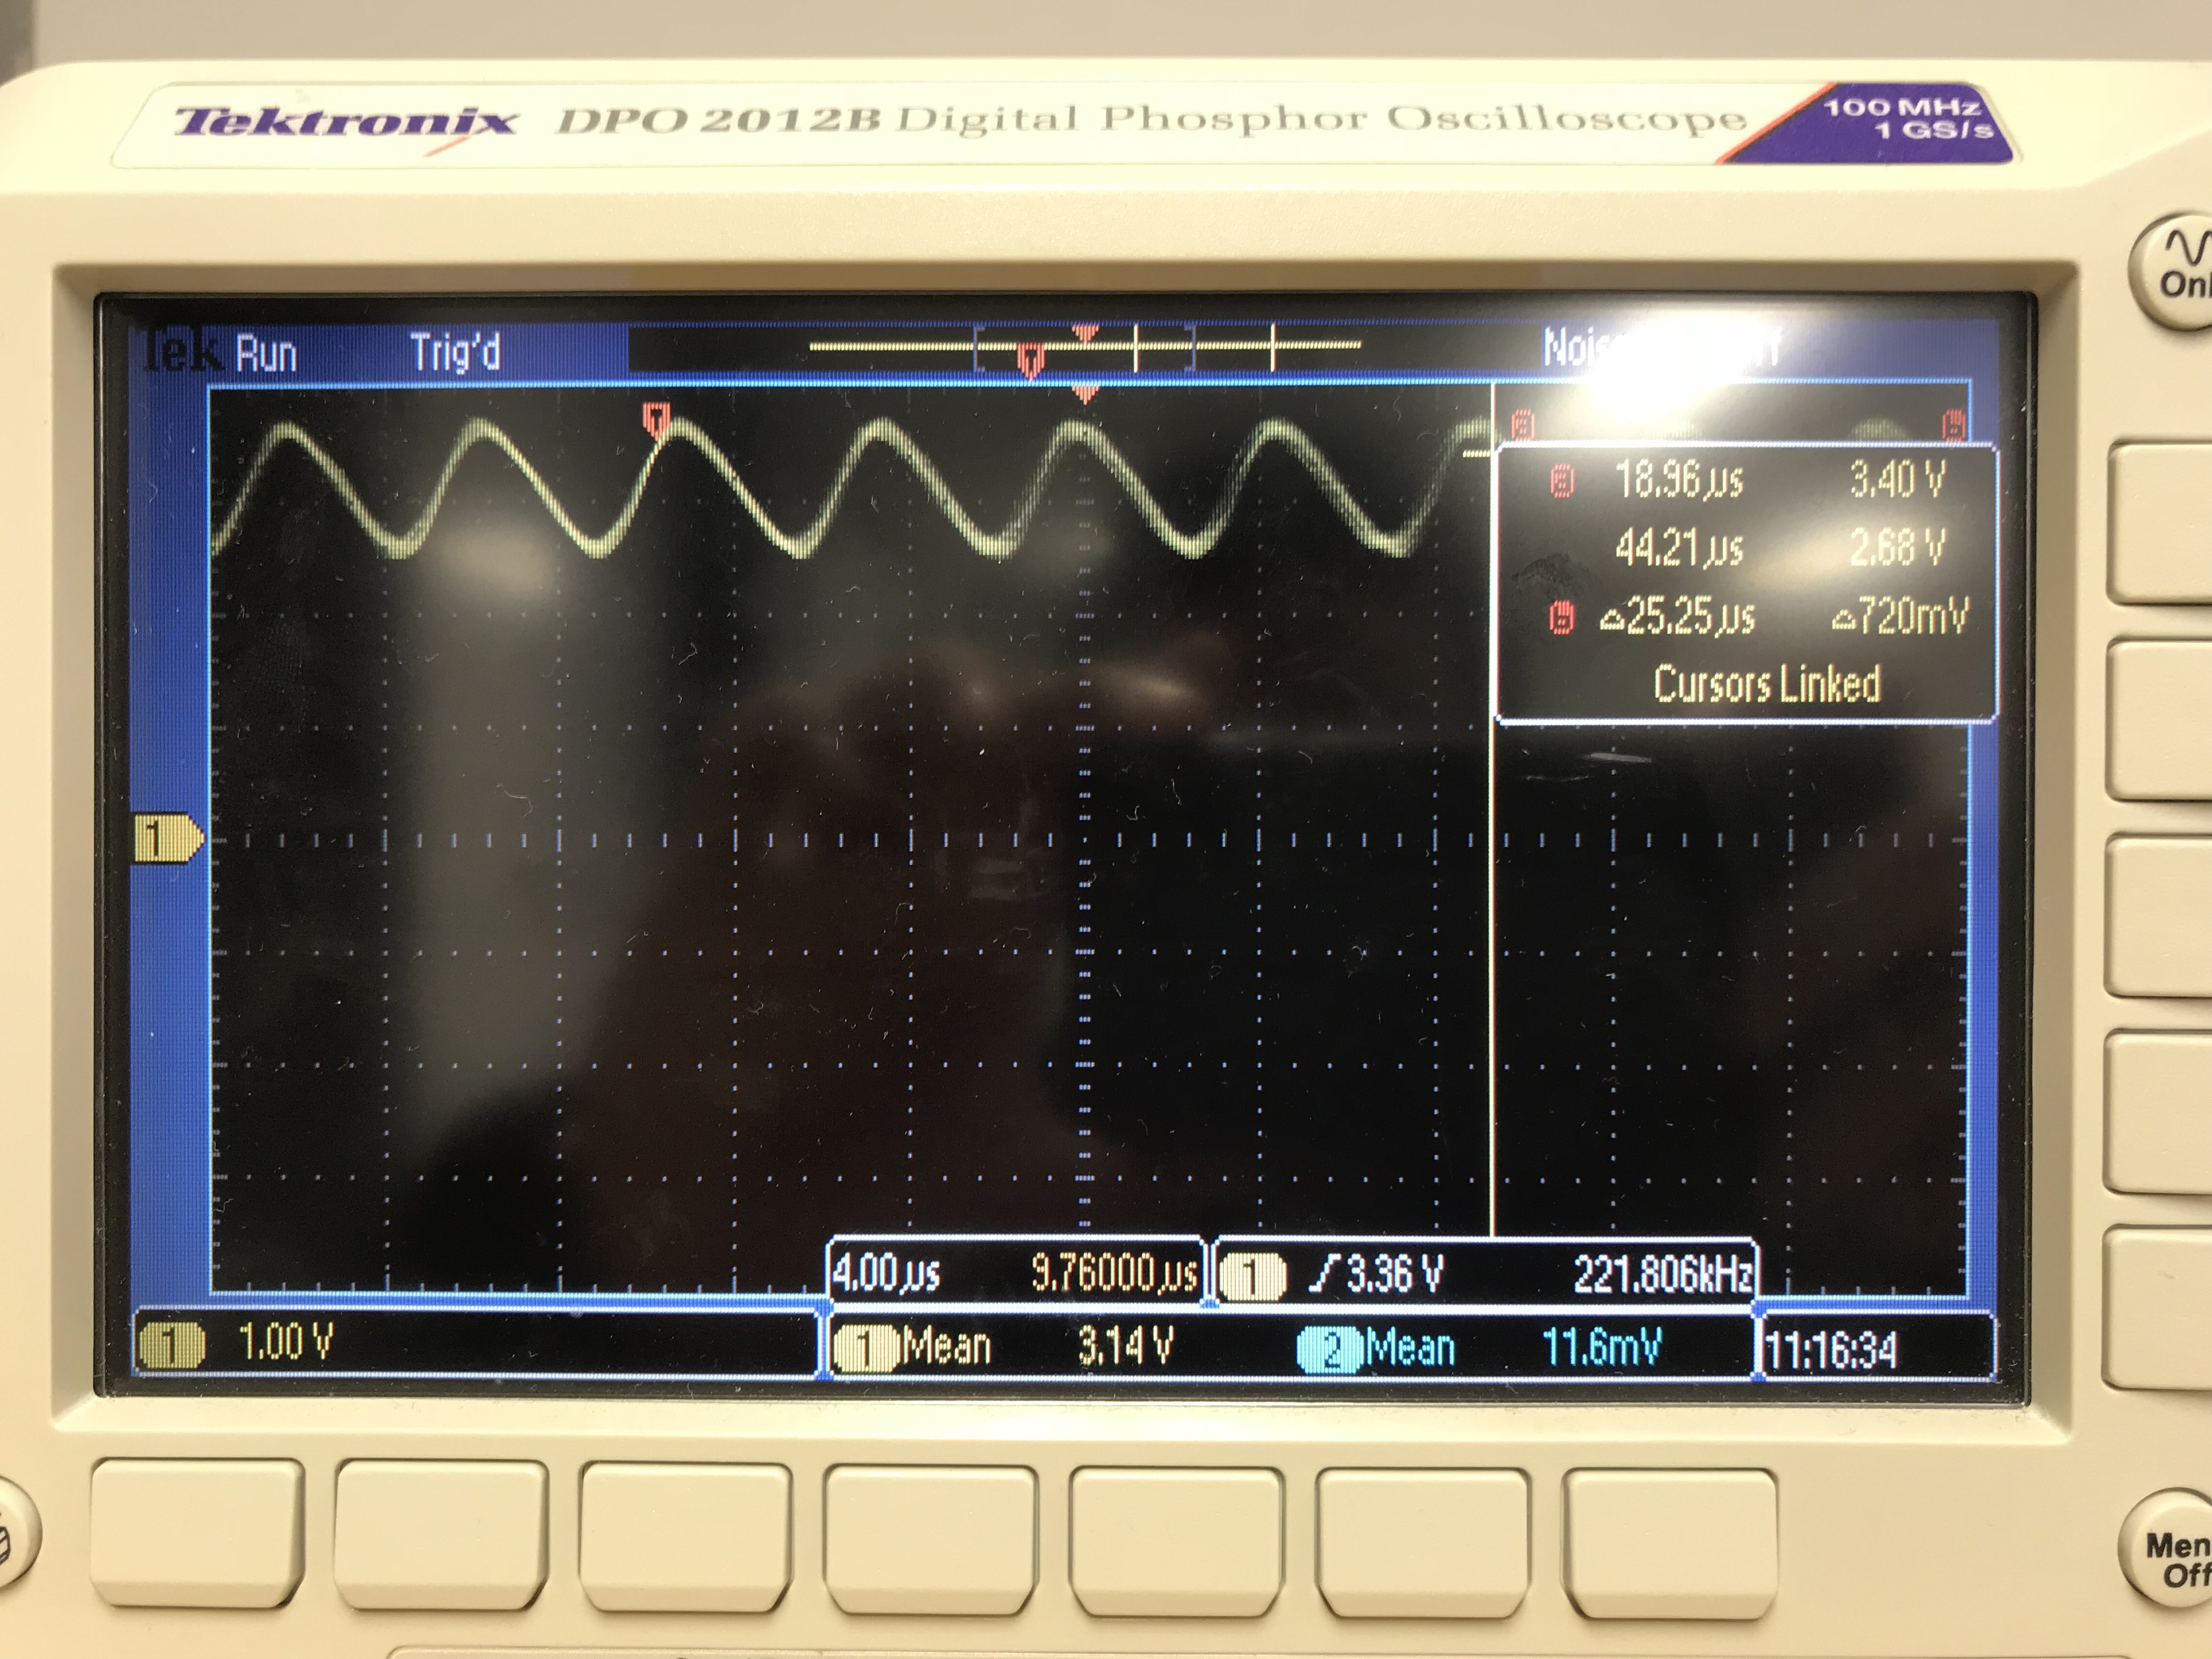 Tektronix DPO 2012B Digital Phosphor Oscilloscope 100 MHz
1 GS/s
Tek Run Trig'd
T
T
a b
a 18.96µs 3.40 V
44.21µs 2.68 V
b △25.25µs △720mV
Cursors Linked
1
4.00µs 9.76000µs 1 3.36 V 221.806kHz
1 1.00 V 1 Mean 3.14 V 2 Mean 11.6mV 11:16:34
Off